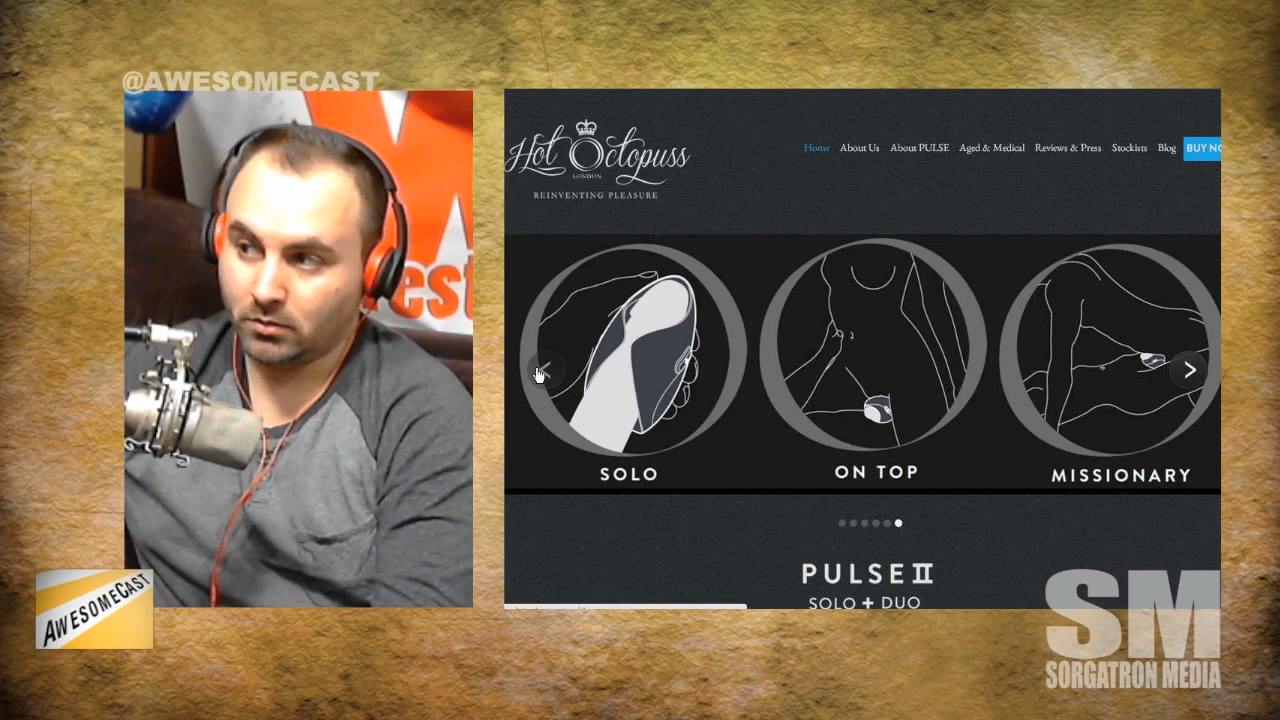 @AWESOMECAST
Hot Octopuss
LONDON
REINVENTING PLEASURE
Home About Us About PULSE Aged & Medical Reviews & Press Stockists Blog BUY NO
est
SOLO
ON TOP
MISSIONARY
PULSE II
SOLO + DUO
AWESOMECAST
SM
SORGATRON MEDIA